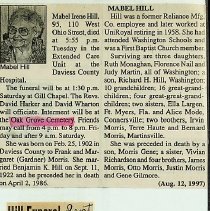 Mabel Irene Hill,
95, 110 West
Ohio Street, died
at 5:55 p.m.
Tuesday in the
Extended Care
Unit at the
Daviess County
Mabel Hill
Hospital.
The funeral will be at 1:30 p.m.
Saturday at Gill Chapel. The Revs.
David Harker and David Wharton
will officiate. Interment will be at
the Oak Grove Cemetery. Friends
may call from 4 p.m. to 8 p.m. Fri-
day and after 9 a.m. Saturday.
She was born on Feb. 25, 1902 in
Daviess County to Frank and Mar-
garet (Gardner) Morris. She mar-
ried Benjamin K. Hill on Sept. 11,
1922 and he preceded her in death
on April 2, 1986.
MABEL HILL
Hill was a former Reliance Mfg.
Co. employee and later worked at
UniRoyal retiring in 1958. She had
attended Washington Schools and
was a First Baptist Church member.
Surviving are three daughters,
Ruth Monaghan, Florence Nail and
Judy Martin, all of Washington; a
son, Richard H. Hill, Washington;
10 grandchildren; 16 great-grand-
children; four great-great-grand-
children; two sisters, Ella Largen,
Ft. Myers, Fla. and Alice Mode,
Connersville; two brothers, Irvin
Morris, Terre Haute and Bernard
Morris, Martinsville.
She was preceded in death by a
son, Morris Gene; a sister, Vivian
Richardson and four brothers, James
Morris, Otto Morris, Justin Morris
and Gene Gilmore.
(Aug. 12, 1997)